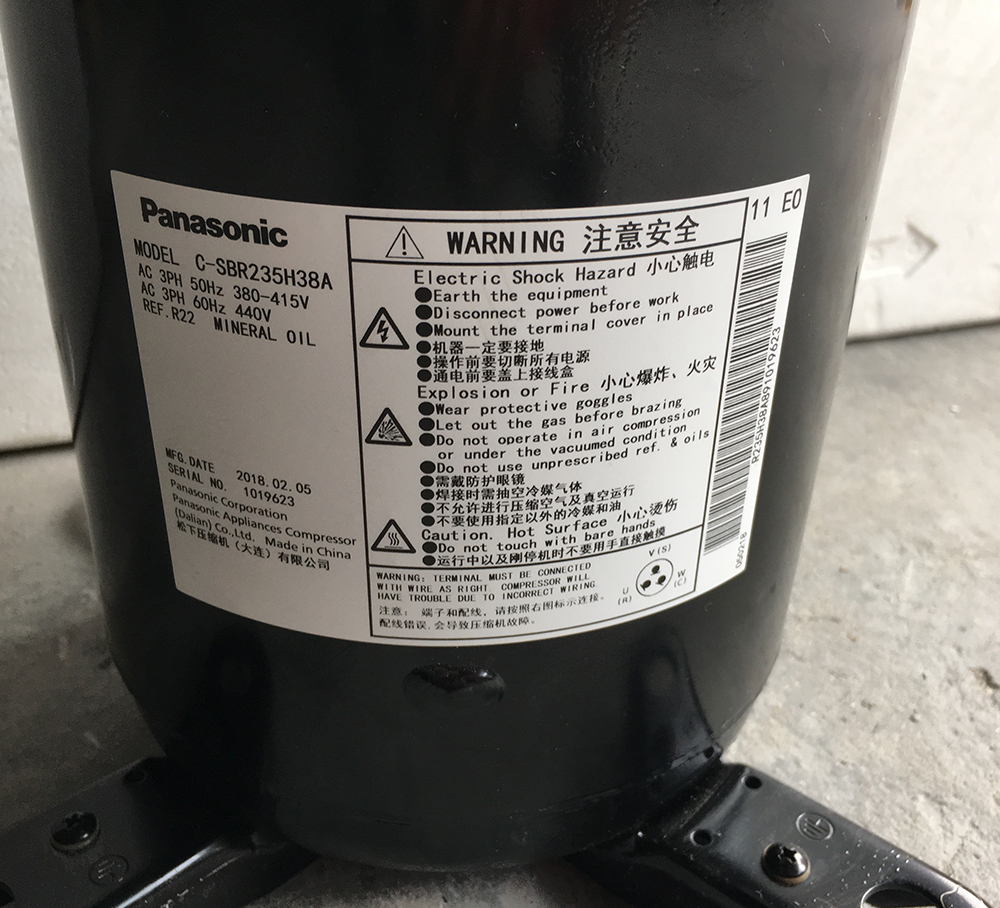 Panasonic
MODEL C-SBR235H38A
AC 3PH 50Hz 380-415V
AC 3PH 60Hz 440V
REF.R22 MINERAL OIL
MFG.DATE 2018.02.05
SERIAL NO. 1019623
Panasonic Corporation
Panasonic Appliances Compressor
(Dalian) Co.,Ltd. Made in China
松下压缩机（大连）有限公司
WARNING 注意安全
Electric Shock Hazard 小心触电
●Earth the equipment
●Disconnect power before work
●Mount the terminal cover in place
●机器一定要接地
●操作前要切断所有电源
●通电前要盖上接线盒
Explosion or Fire 小心爆炸、火灾
●Wear protective goggles
●Let out the gas before brazing
●Do not operate in air compression
or under the vacuumed condition
●Do not use unprescribed ref. & oils
●需戴防护眼镜
●焊接时需抽空冷媒气体
●不允许进行压缩空气及真空运行
●不要使用指定以外的冷媒和油
Caution. Hot Surface 小心烫伤
●Do not touch with bare hands
●运行中以及刚停机时不要用手直接触摸
WARNING: TERMINAL MUST BE CONNECTED
WITH WIRE AS RIGHT. COMPRESSOR WILL
HAVE TROUBLE DUE TO INCORRECT WIRING.
注意: 端子和配线, 请按照右图标示连接。
配线错误, 会导致压缩机故障。
V(S)
U
(R)
W
(C)
11 E0
R235H38A891019623
050218